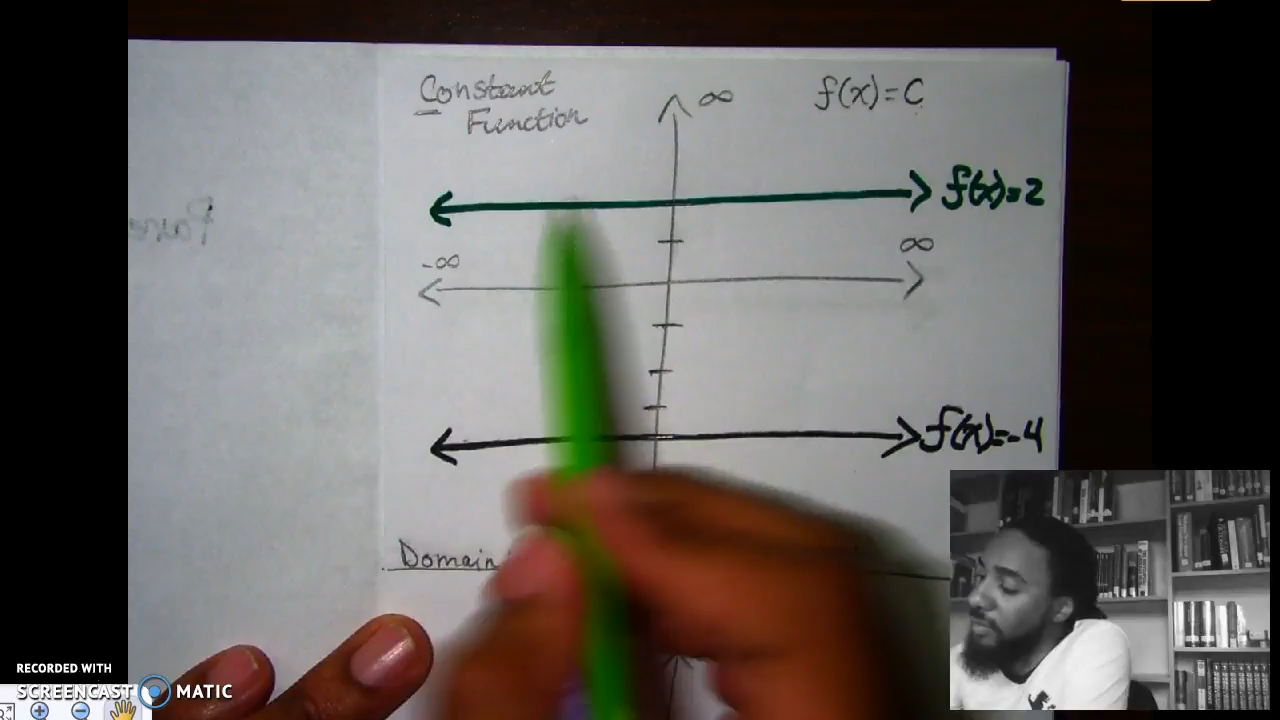 Constant
Function
∞
f(x)=C
f(x)=2
-∞
∞
f(x)=-4
Domain
RECORDED WITH
SCREENCAST MATIC